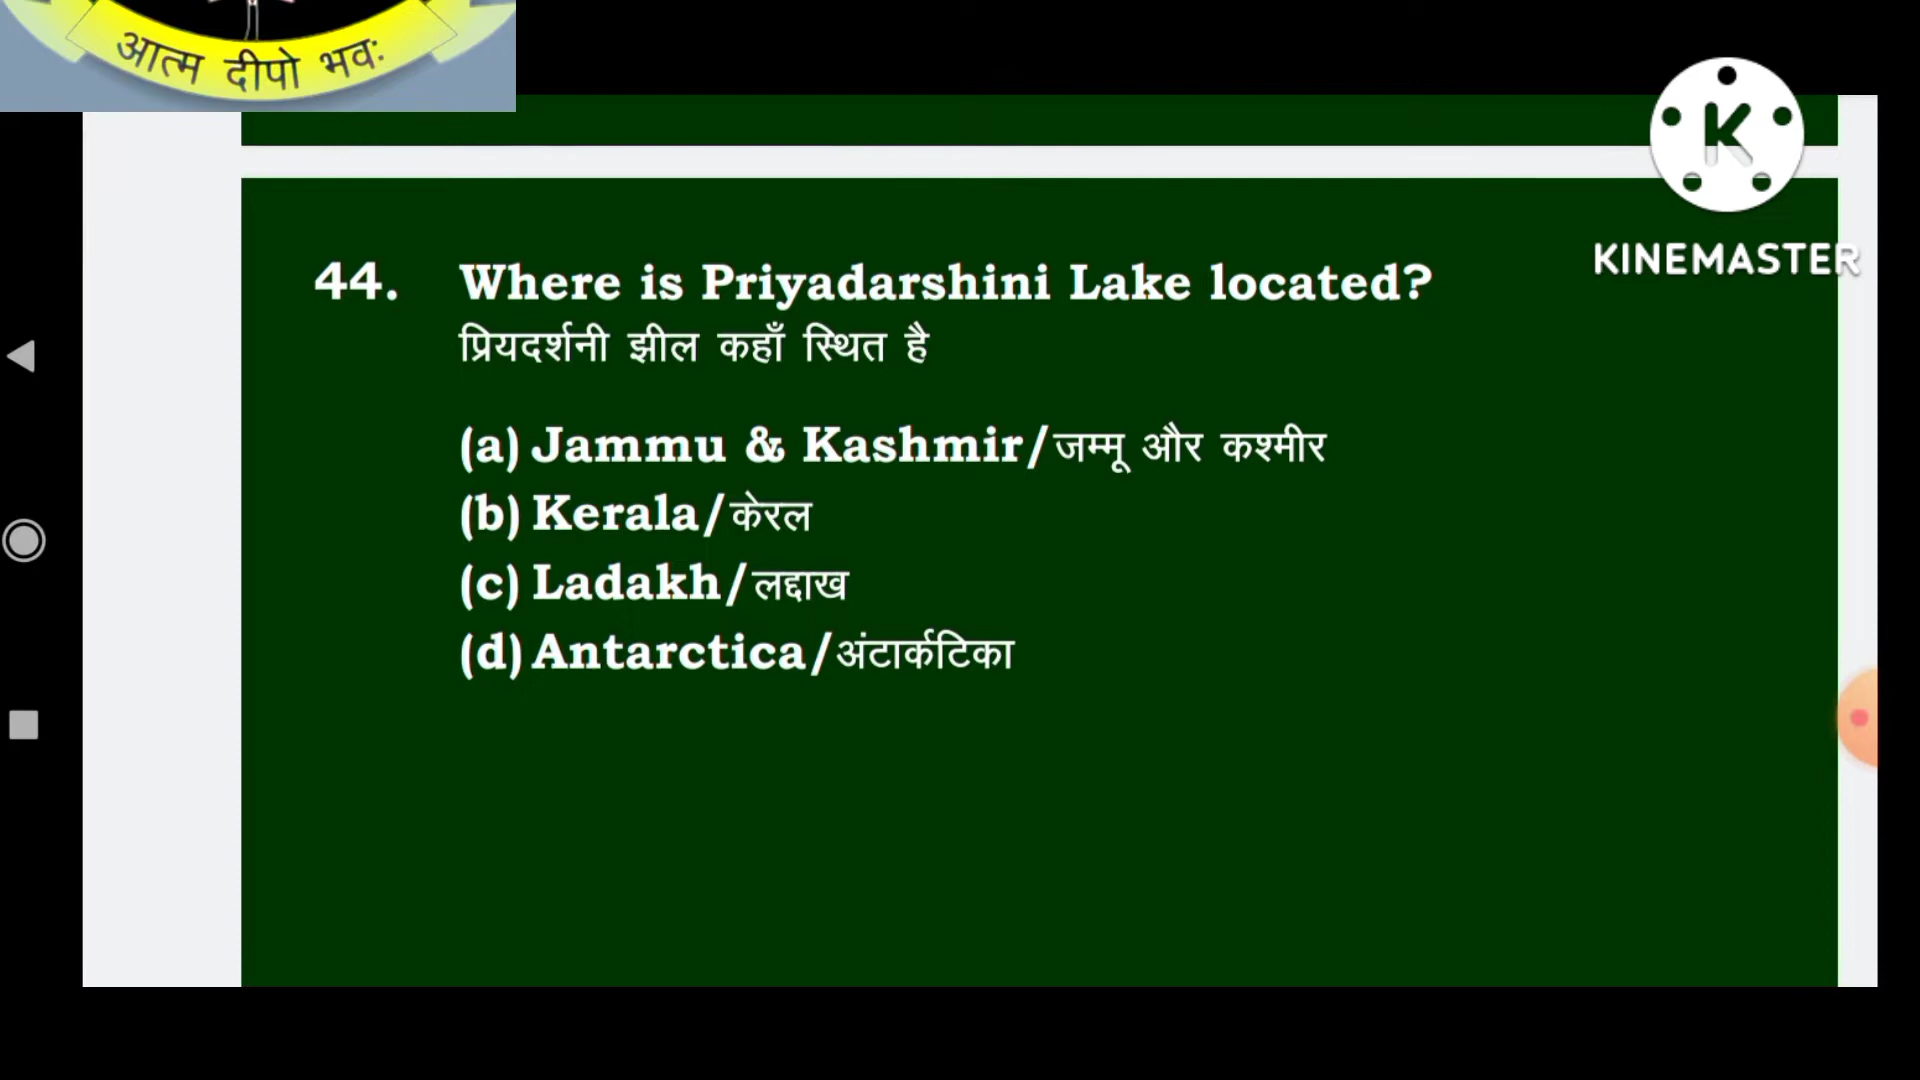 आत्म दीपो भवः
K
KINEMASTER
44. Where is Priyadarshini Lake located?
प्रियदर्शनी झील कहाँ स्थित है
(a) Jammu & Kashmir/जम्मू और कश्मीर
(b) Kerala/केरल
(c) Ladakh/लद्दाख
(d) Antarctica/अंटार्कटिका